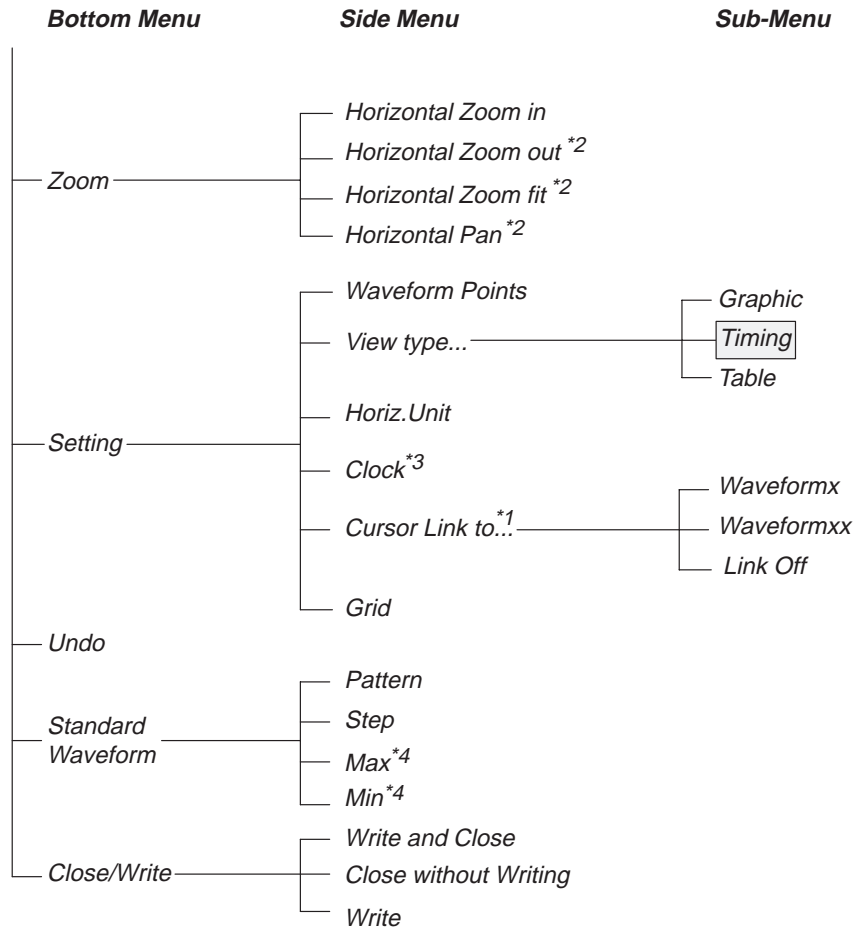 Bottom Menu Side Menu Sub-Menu
Zoom
Horizontal Zoom in
Horizontal Zoom out *2
Horizontal Zoom fit *2
Horizontal Pan *2
Setting
Waveform Points
View type...
Graphic
Timing
Table
Horiz.Unit
Clock*3
Cursor Link to...*1
Waveformx
Waveformxx
Link Off
Grid
Undo
Standard
Waveform
Pattern
Step
Max*4
Min*4
Close/Write
Write and Close
Close without Writing
Write